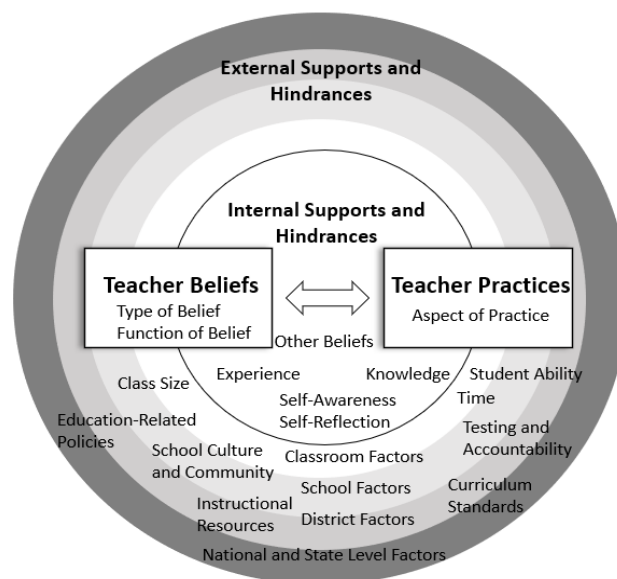 External Supports and
Hindrances
Internal Supports and
Hindrances
Teacher Beliefs
Type of Belief
Function of Belief
Teacher Practices
Aspect of Practice
Other Beliefs
Experience
Knowledge
Student Ability
Class Size
Self-Awareness
Self-Reflection
Time
Education-Related
Policies
Testing and
Accountability
School Culture
and Community
Classroom Factors
Curriculum
Standards
School Factors
Instructional
Resources
District Factors
National and State Level Factors